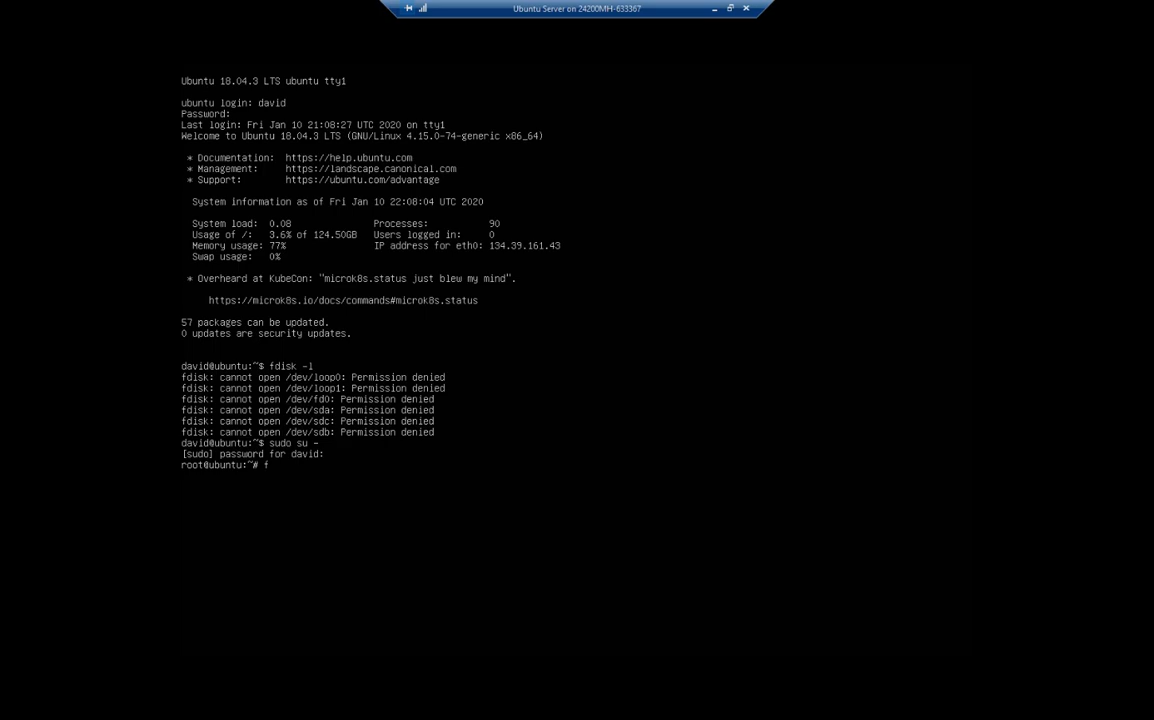 Ubuntu Server on 24200MH-633367
Ubuntu 18.04.3 LTS ubuntu tty1
ubuntu login: david
Password:
Last login: Fri Jan 10 21:08:27 UTC 2020 on tty1
Welcome to Ubuntu 18.04.3 LTS (GNU/Linux 4.15.0-74-generic x86_64)
* Documentation:  https://help.ubuntu.com
* Management:     https://landscape.canonical.com
* Support:        https://ubuntu.com/advantage
System information as of Fri Jan 10 22:08:04 UTC 2020
System load:  0.08               Processes:           90
Usage of /:   3.6% of 124.50GB   Users logged in:     0
Memory usage: 77%                IP address for eth0: 134.39.161.43
Swap usage:   0%
* Overheard at KubeCon: "microk8s.status just blew my mind".
https://microk8s.io/docs/commands#microk8s.status
57 packages can be updated.
0 updates are security updates.
david@ubuntu:~$ fdisk -l
fdisk: cannot open /dev/loop0: Permission denied
fdisk: cannot open /dev/loop1: Permission denied
fdisk: cannot open /dev/fd0: Permission denied
fdisk: cannot open /dev/sda: Permission denied
fdisk: cannot open /dev/sdc: Permission denied
fdisk: cannot open /dev/sdb: Permission denied
david@ubuntu:~$ sudo su -
[sudo] password for david:
root@ubuntu:~# f